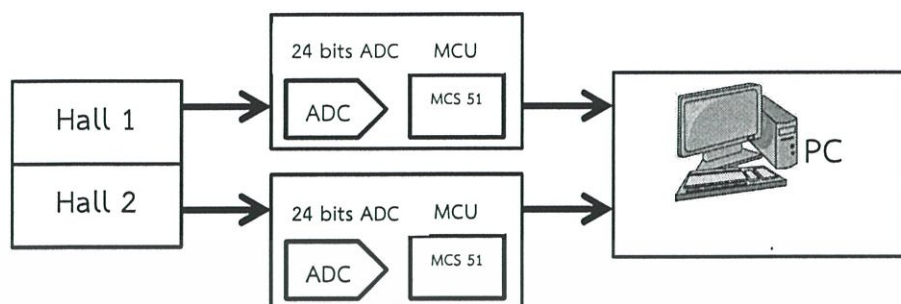 24 bits ADC MCU
ADC MCS 51
Hall 1
Hall 2
PC
24 bits ADC MCU
ADC MCS 51